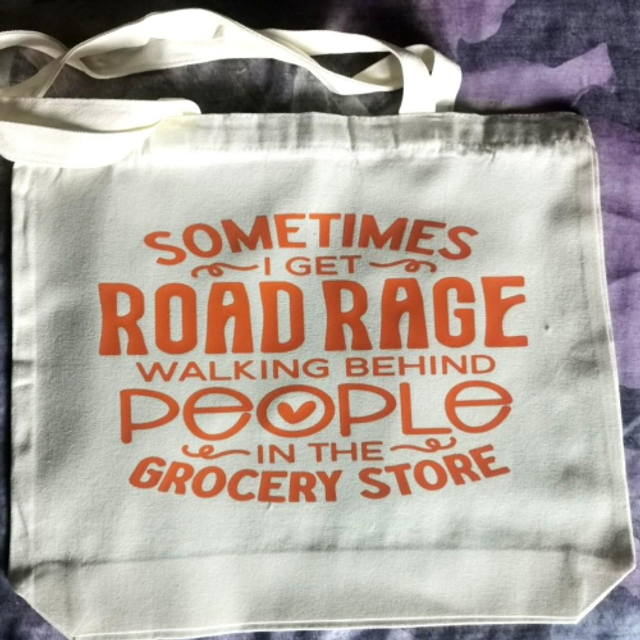 SOMETIMES
I GET
ROAD RAGE
WALKING BEHIND
PEOPLE
IN THE
GROCERY STORE